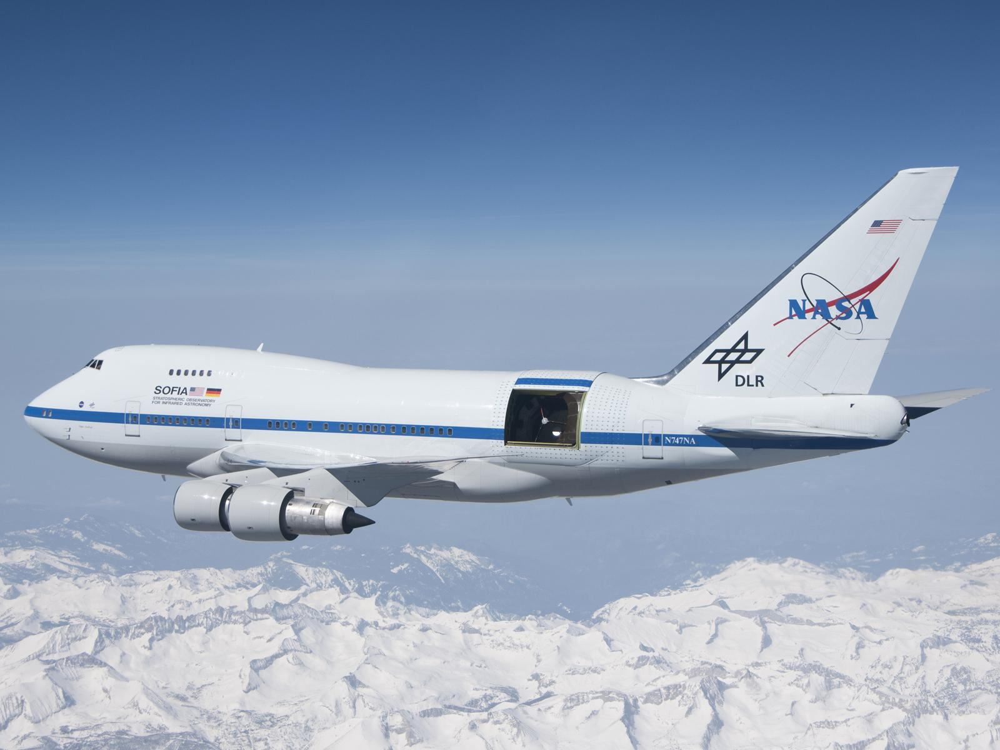 SOFIA
STRATOSPHERIC OBSERVATORY
FOR INFRARED ASTRONOMY
N747NA
DLR
NASA